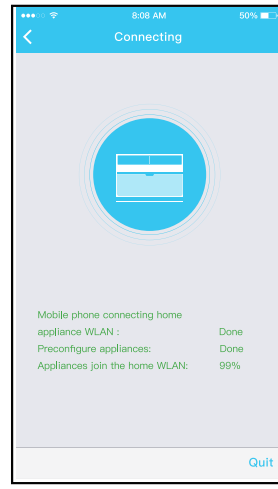 8:08 AM
50%
Connecting
Mobile phone connecting home
appliance WLAN : Done
Preconfigure appliances: Done
Appliances join the home WLAN: 99%
Quit